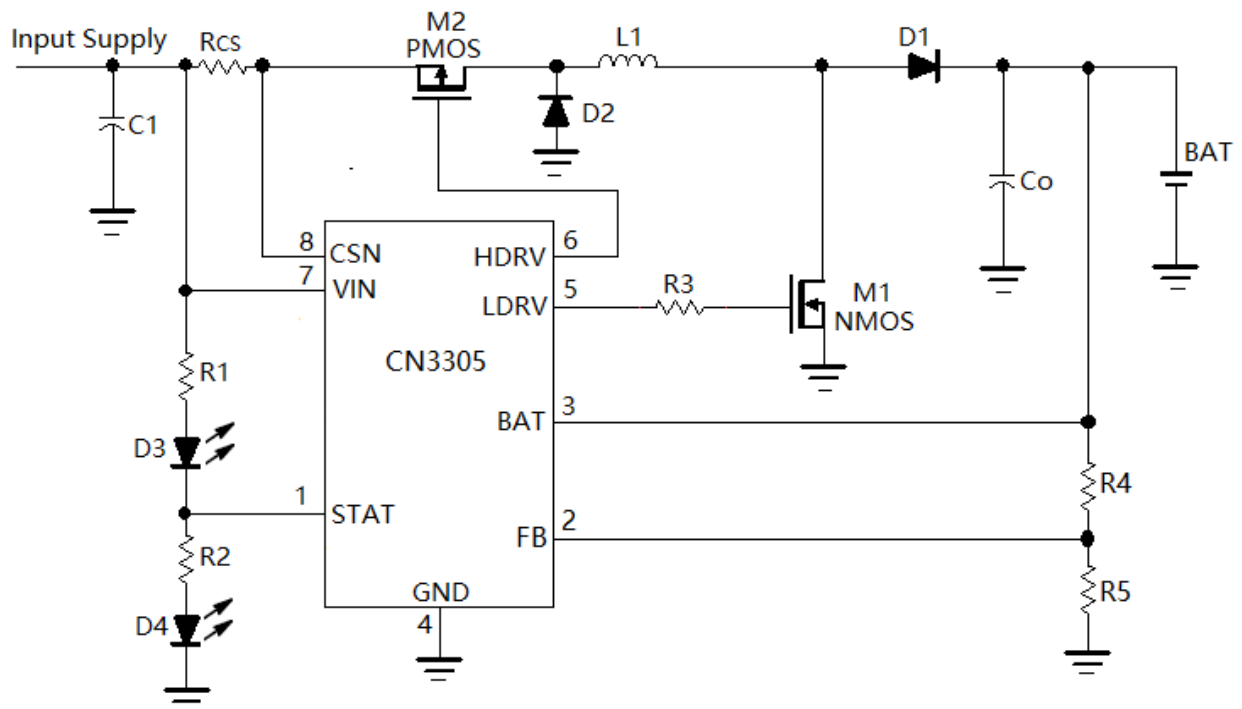 Input Supply
RCS
M2
PMOS
L1
D1
C1
D2
Co
BAT
8
CSN
HDRV
6
7
VIN
LDRV
5
R3
M1
NMOS
CN3305
R1
BAT
3
D3
R4
1
STAT
FB
2
R2
R5
GND
4
D4